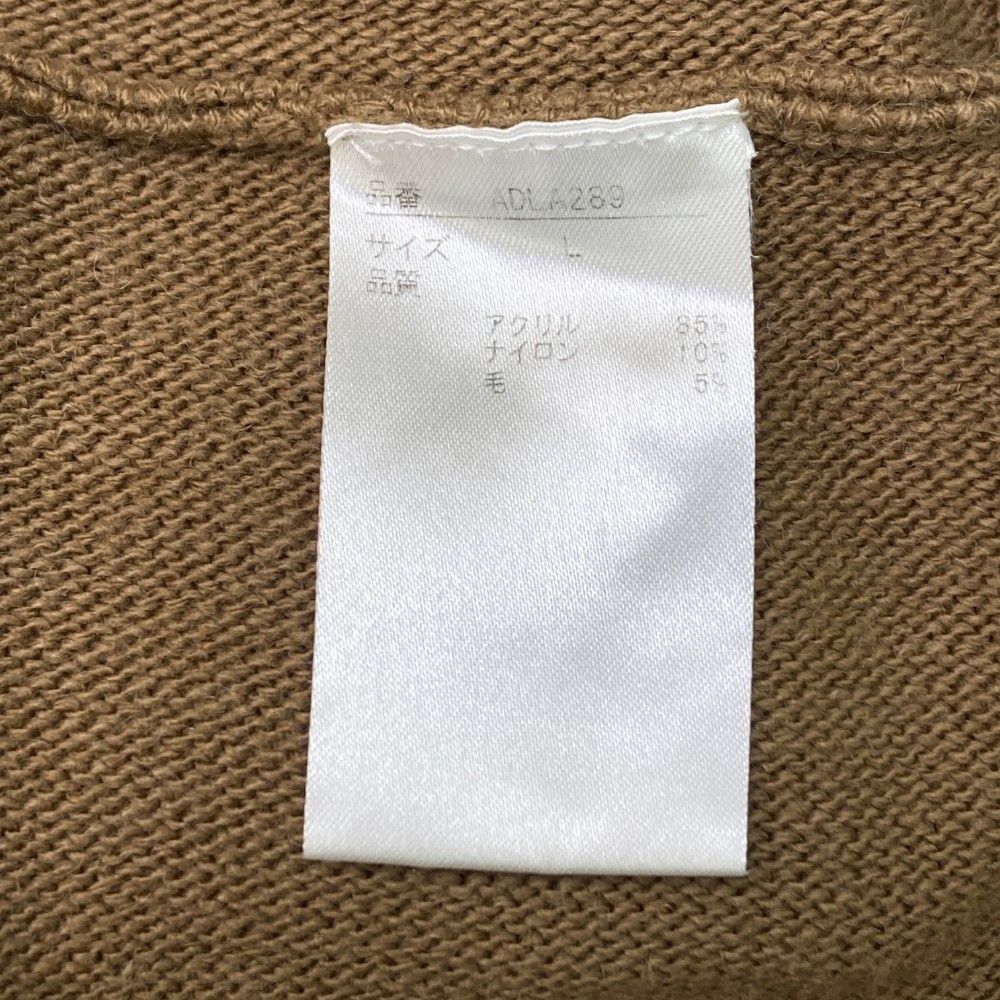 品番 ADLA289
サイズ L
品質
アクリル 85%
ナイロン 10%
毛 5%